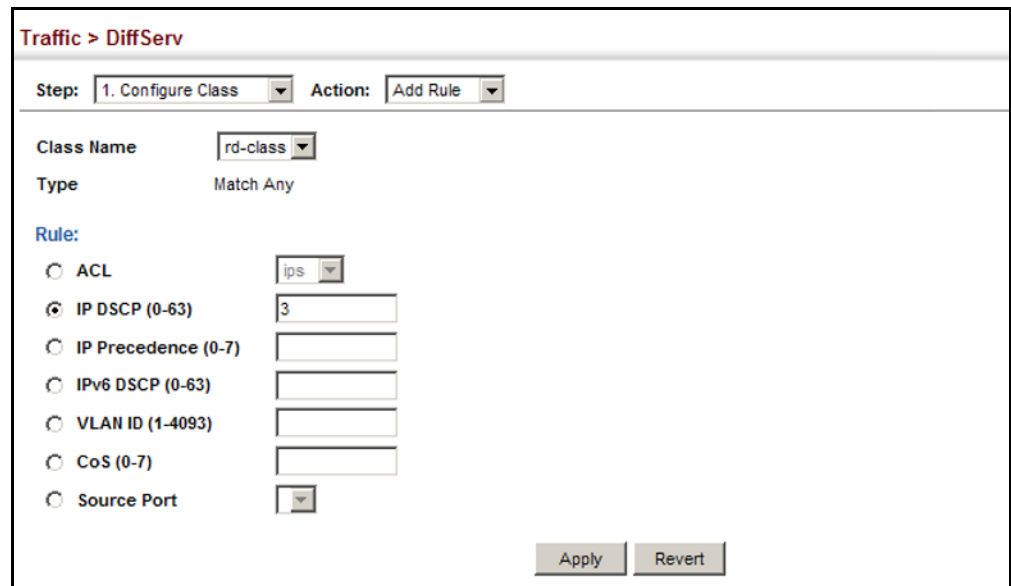 Traffic > DiffServ
Step: 1. Configure Class Action: Add Rule
Class Name rd-class
Type Match Any
Rule:
ACL ips
IP DSCP (0-63) 3
IP Precedence (0-7)
IPv6 DSCP (0-63)
VLAN ID (1-4093)
CoS (0-7)
Source Port
Apply Revert